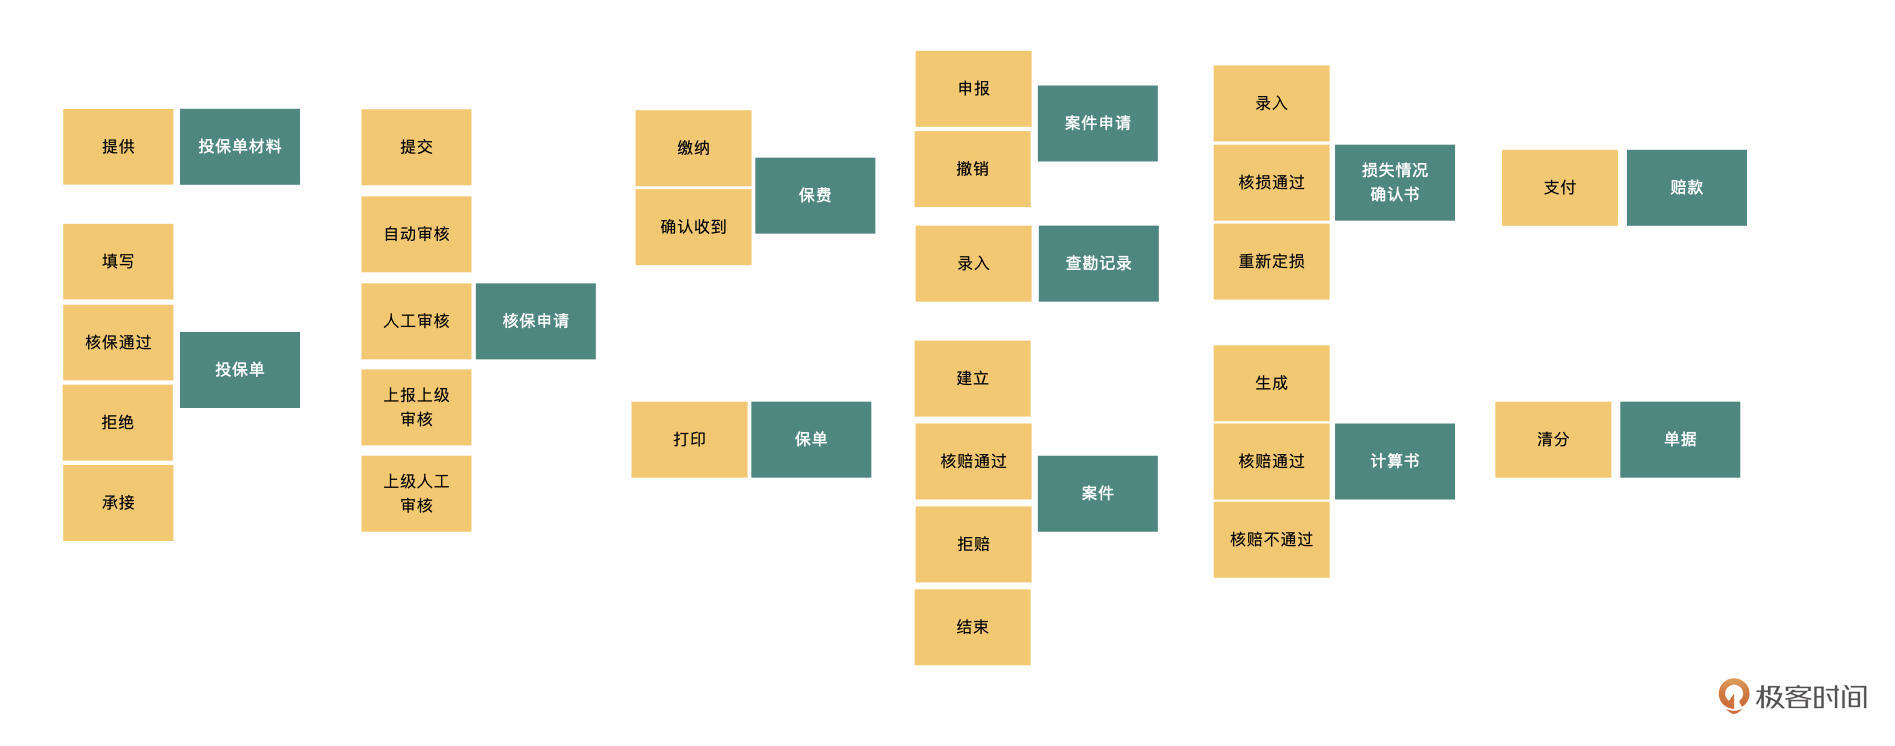 提供
投保单材料
填写
核保通过
拒绝
承接
投保单
提交
自动审核
人工审核
上报上级
审核
上级人工
审核
核保申请
缴纳
确认收到
保费
打印
保单
申报
撤销
案件申请
录入
查勘记录
建立
核赔通过
拒赔
结束
案件
录入
核损通过
重新定损
损失情况
确认书
生成
核赔通过
核赔不通过
计算书
支付
赔款
清分
单据
极客时间